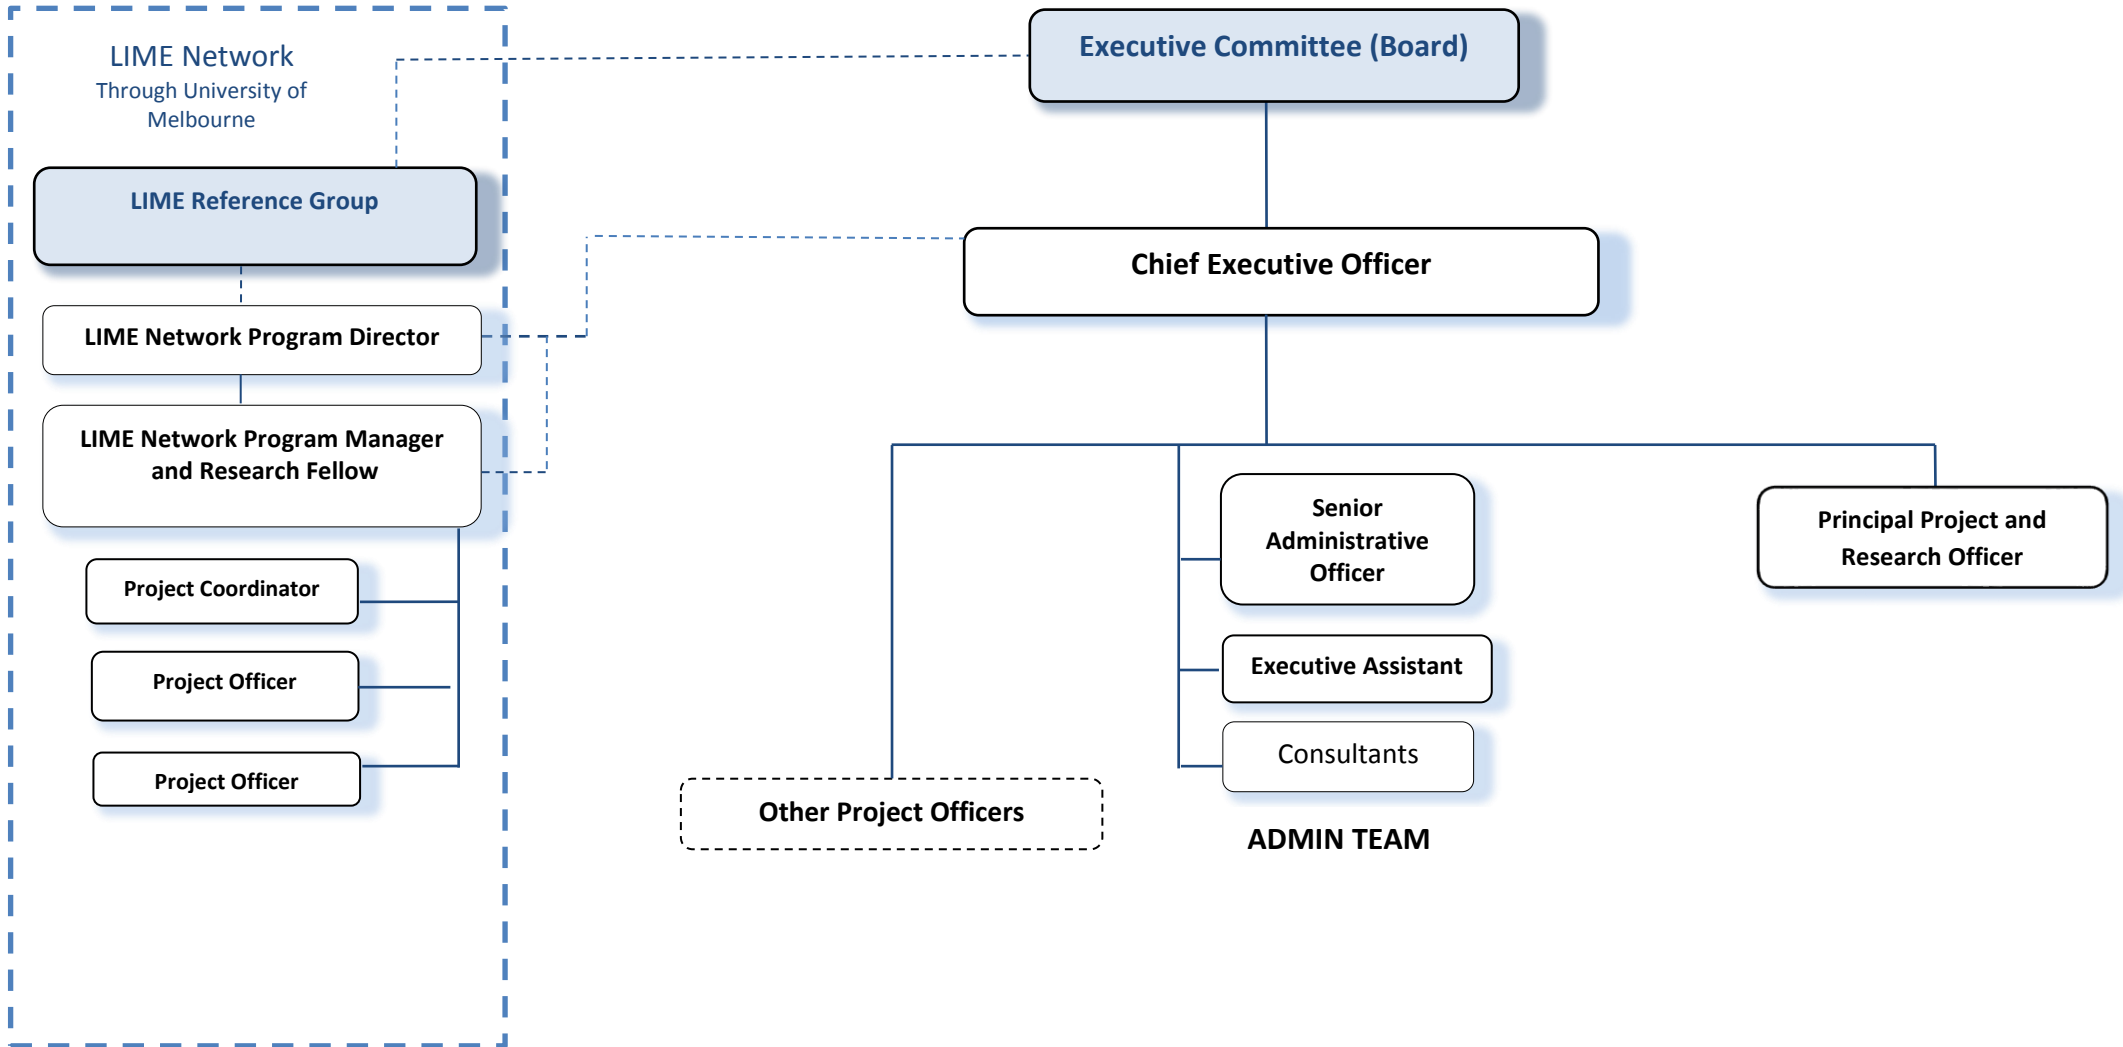 LIME Network
Through University of
Melbourne
LIME Reference Group
LIME Network Program Director
LIME Network Program Manager
and Research Fellow
Project Coordinator
Project Officer
Project Officer
Executive Committee (Board)
Chief Executive Officer
Other Project Officers
Senior
Administrative
Officer
Executive Assistant
Consultants
ADMIN TEAM
Principal Project and
Research Officer